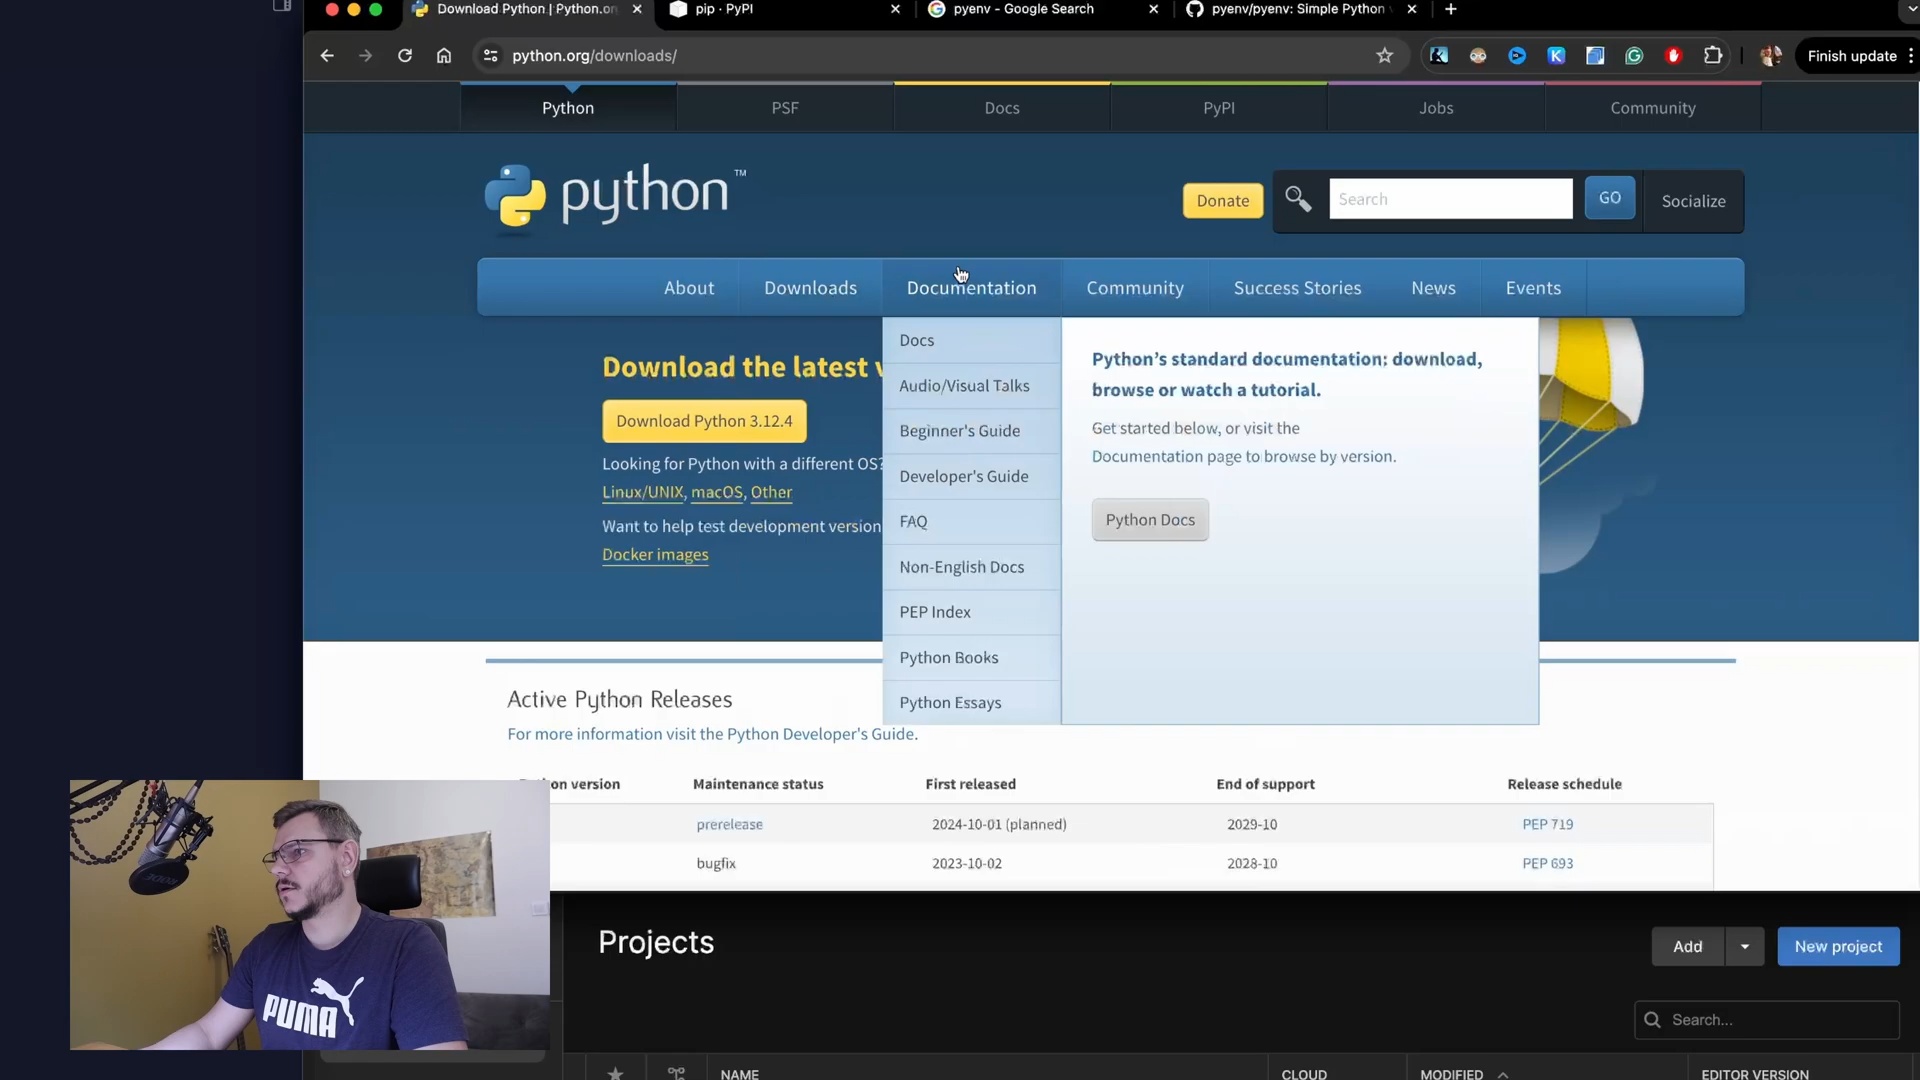 Download Python | Python.or
pip · PyPI
pyenv - Google Search
pyenv/pyenv: Simple Python
python.org/downloads/
Finish update
Python
PSF
Docs
PyPI
Jobs
Community
python™
Donate
Search
GO
Socialize
About
Downloads
Documentation
Community
Success Stories
News
Events
Download the latest v
Download Python 3.12.4
Looking for Python with a different OS?
Linux/UNIX, macOS, Other
Want to help test development version
Docker images
Docs
Audio/Visual Talks
Beginner's Guide
Developer's Guide
FAQ
Non-English Docs
PEP Index
Python Books
Python Essays
Python's standard documentation: download,
browse or watch a tutorial.
Get started below, or visit the
Documentation page to browse by version.
Python Docs
Active Python Releases
For more information visit the Python Developer's Guide.
on version Maintenance status First released End of support Release schedule
prerelease 2024-10-01 (planned) 2029-10 PEP 719
bugfix 2023-10-02 2028-10 PEP 693
Projects
Add
New project
Search...
NAME CLOUD MODIFIED EDITOR VERSION
RODE
PUMA